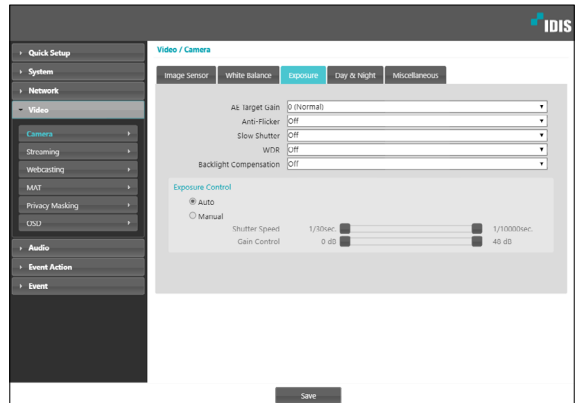 IDIS
Quick Setup
System
Network
Video
Camera
Streaming
Webcasting
MAT
Privacy Masking
OSD
Audio
Event Action
Event
Video / Camera
Image Sensor White Balance Exposure Day & Night Miscellaneous
AE Target Gain 0 (Normal)
Anti-Flicker Off
Slow Shutter Off
WDR Off
Backlight Compensation Off
Exposure Control
Auto
Manual
Shutter Speed 1/30sec. 1/10000sec.
Gain Control 0 dB 48 dB
Save